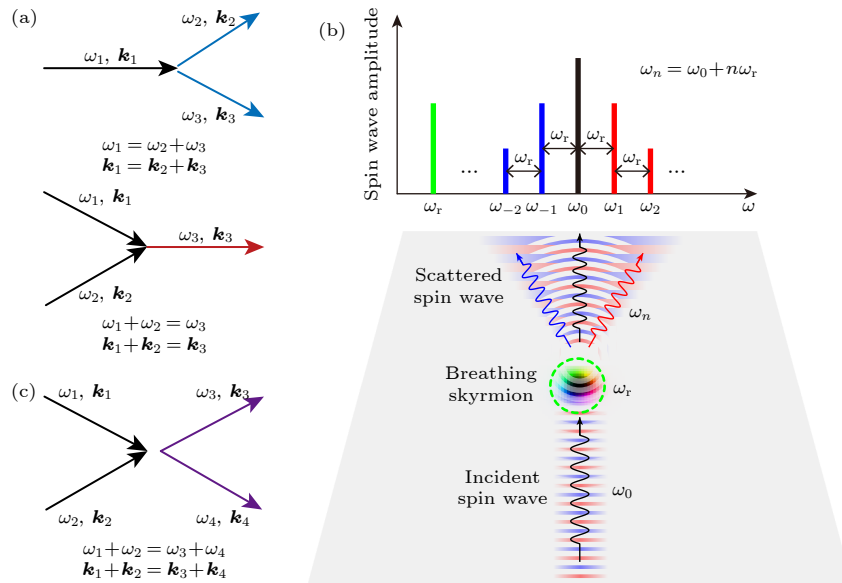 (a)
ω₂, k₂
ω₁, k₁
ω₃, k₃
ω₁ = ω₂+ω₃
k₁ = k₂+k₃
ω₁, k₁
ω₃, k₃
ω₂, k₂
ω₁+ω₂ = ω₃
k₁+k₂ = k₃
(c)
ω₁, k₁
ω₃, k₃
ω₂, k₂
ω₄, k₄
ω₁+ω₂ = ω₃+ω₄
k₁+k₂ = k₃+k₄
(b)
Spin wave amplitude
ωₙ = ω₀+nωᵣ
ωᵣ ωᵣ
ωᵣ ωᵣ
... ...
ωᵣ ω₋₂ ω₋₁ ω₀ ω₁ ω₂ ω
Scattered
spin wave
ωₙ
Breathing
skyrmion
ωᵣ
Incident
spin wave
ω₀